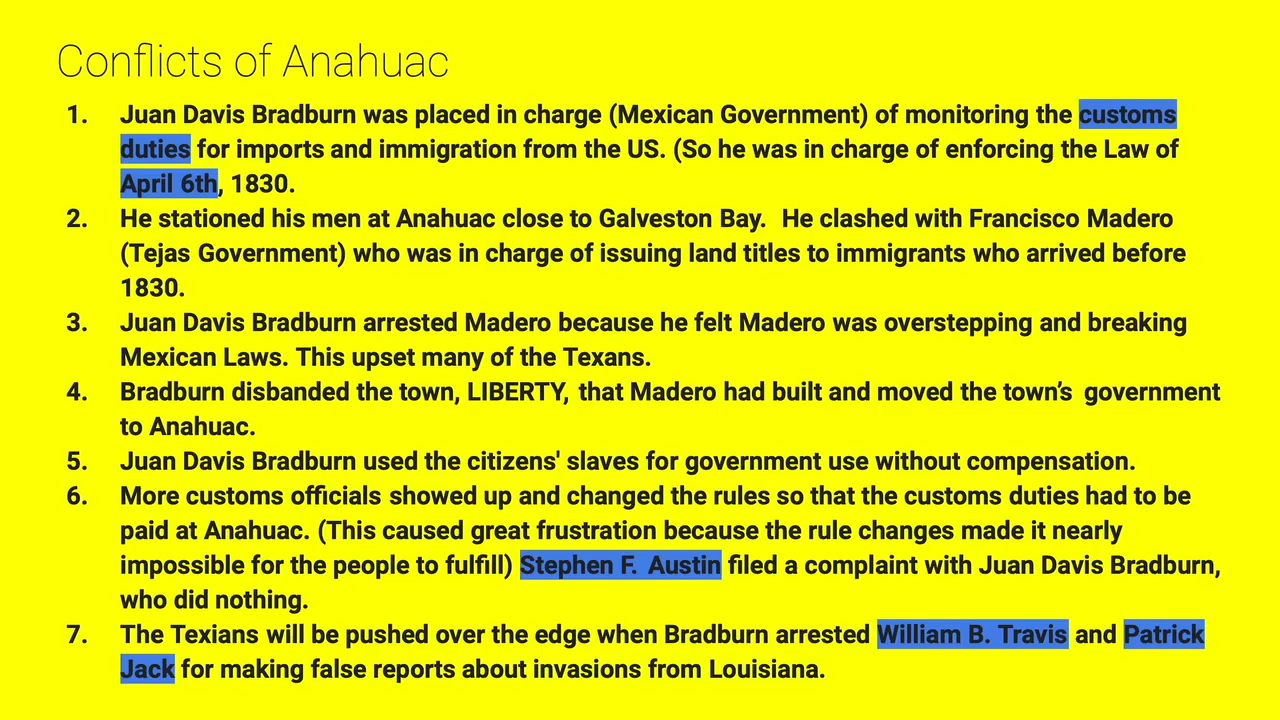 Conflicts of Anahuac
1. Juan Davis Bradburn was placed in charge (Mexican Government) of monitoring the customs
duties for imports and immigration from the US. (So he was in charge of enforcing the Law of
April 6th, 1830.
2. He stationed his men at Anahuac close to Galveston Bay. He clashed with Francisco Madero
(Tejas Government) who was in charge of issuing land titles to immigrants who arrived before
1830.
3. Juan Davis Bradburn arrested Madero because he felt Madero was overstepping and breaking
Mexican Laws. This upset many of the Texans.
4. Bradburn disbanded the town, LIBERTY, that Madero had built and moved the town's government
to Anahuac.
5. Juan Davis Bradburn used the citizens' slaves for government use without compensation.
6. More customs officials showed up and changed the rules so that the customs duties had to be
paid at Anahuac. (This caused great frustration because the rule changes made it nearly
impossible for the people to fulfill) Stephen F. Austin filed a complaint with Juan Davis Bradburn,
who did nothing.
7. The Texians will be pushed over the edge when Bradburn arrested William B. Travis and Patrick
Jack for making false reports about invasions from Louisiana.